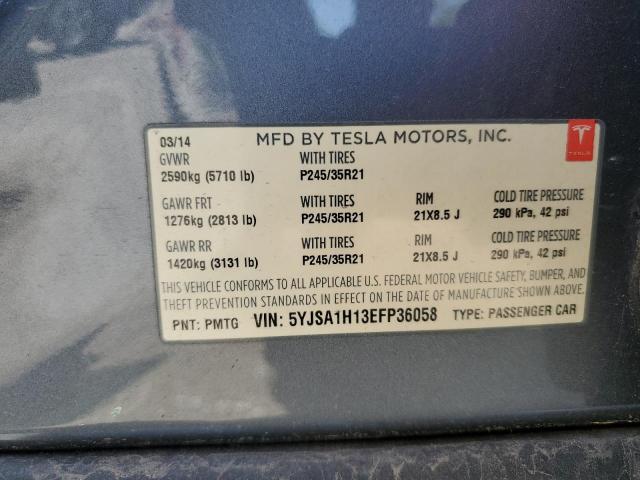 03/14 MFD BY TESLA MOTORS, INC.
TESLA
GVWR WITH TIRES
2590kg (5710 lb) P245/35R21
GAWR FRT WITH TIRES RIM COLD TIRE PRESSURE
1276kg (2813 lb) P245/35R21 21X8.5 J 290 kPa, 42 psi
GAWR RR WITH TIRES RIM COLD TIRE PRESSURE
1420kg (3131 lb) P245/35R21 21X8.5 J 290 kPa, 42 psi
THIS VEHICLE CONFORMS TO ALL APPLICABLE U.S. FEDERAL MOTOR VEHICLE SAFETY, BUMPER, AND
THEFT PREVENTION STANDARDS IN EFFECT ON THE DATE OF MANUFACTURE SHOWN ABOVE.
PNT: PMTG VIN: 5YJSA1H13EFP36058 TYPE: PASSENGER CAR